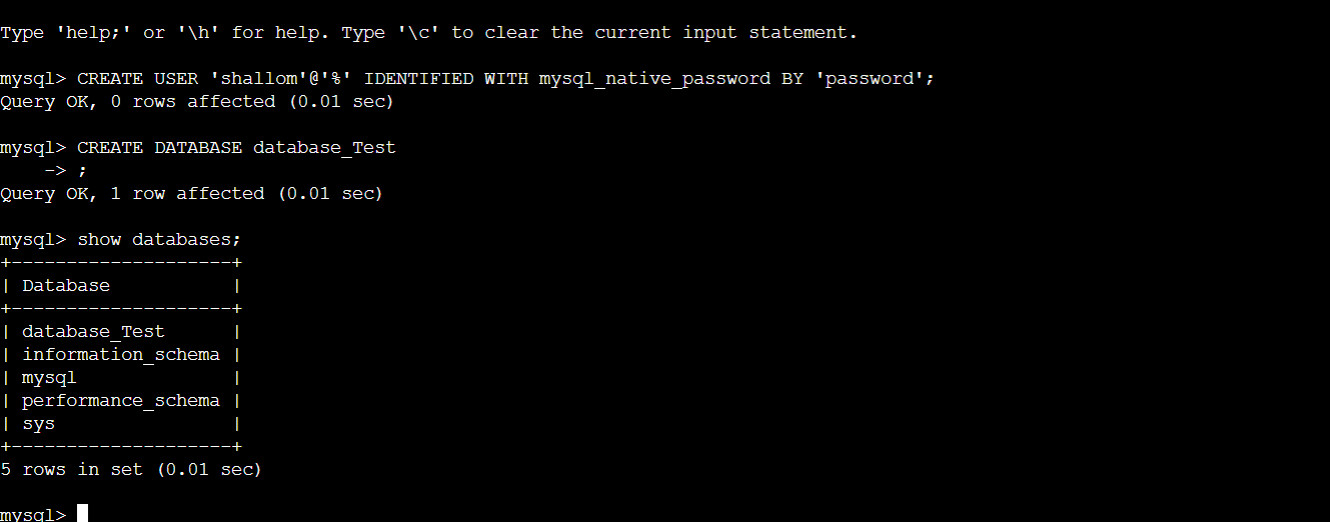 Type 'help;' or '\h' for help. Type '\c' to clear the current input statement.
mysql> CREATE USER 'shallom'@'%' IDENTIFIED WITH mysql_native_password BY 'password';
Query OK, 0 rows affected (0.01 sec)
mysql> CREATE DATABASE database_Test
    -> ;
Query OK, 1 row affected (0.01 sec)
mysql> show databases;
+--------------------+
| Database           |
+--------------------+
| database_Test      |
| information_schema |
| mysql              |
| performance_schema |
| sys                |
+--------------------+
5 rows in set (0.01 sec)
mysql>